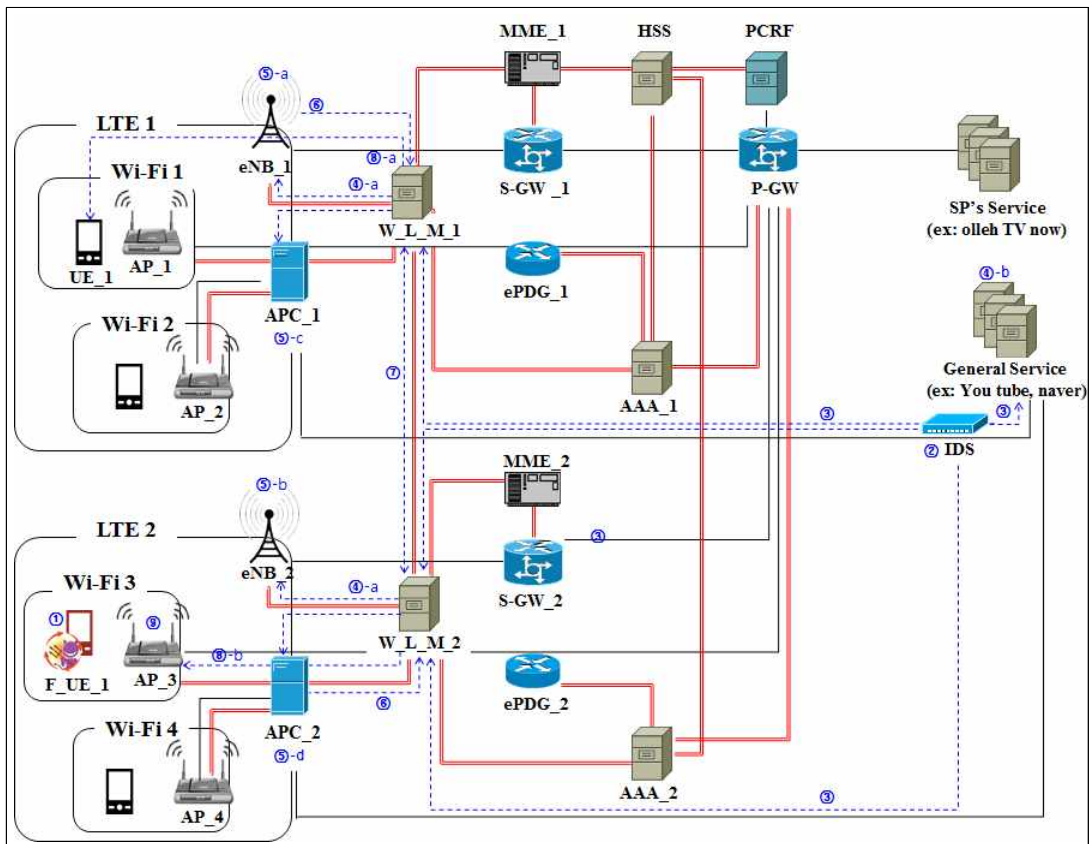 MME_1
HSS
PCRF
⑤-a
⑥
LTE 1
eNB_1
⑧-a
S-GW _1
P-GW
Wi-Fi 1
④-a
SP's Service
(ex: olleh TV now)
W_L_M_1
UE_1
AP_1
ePDG_1
④-b
APC_1
Wi-Fi 2
⑤-c
General Service
(ex: You tube, naver)
⑦
AP_2
AAA_1
③
③
② IDS
MME_2
⑤-b
LTE 2
③
eNB_2
S-GW_2
Wi-Fi 3
④-a
①
⑨
W_L_M_2
F_UE_1
AP_3
⑧-b
⑥
ePDG_2
Wi-Fi 4
APC_2
⑤-d
AAA_2
③
AP_4